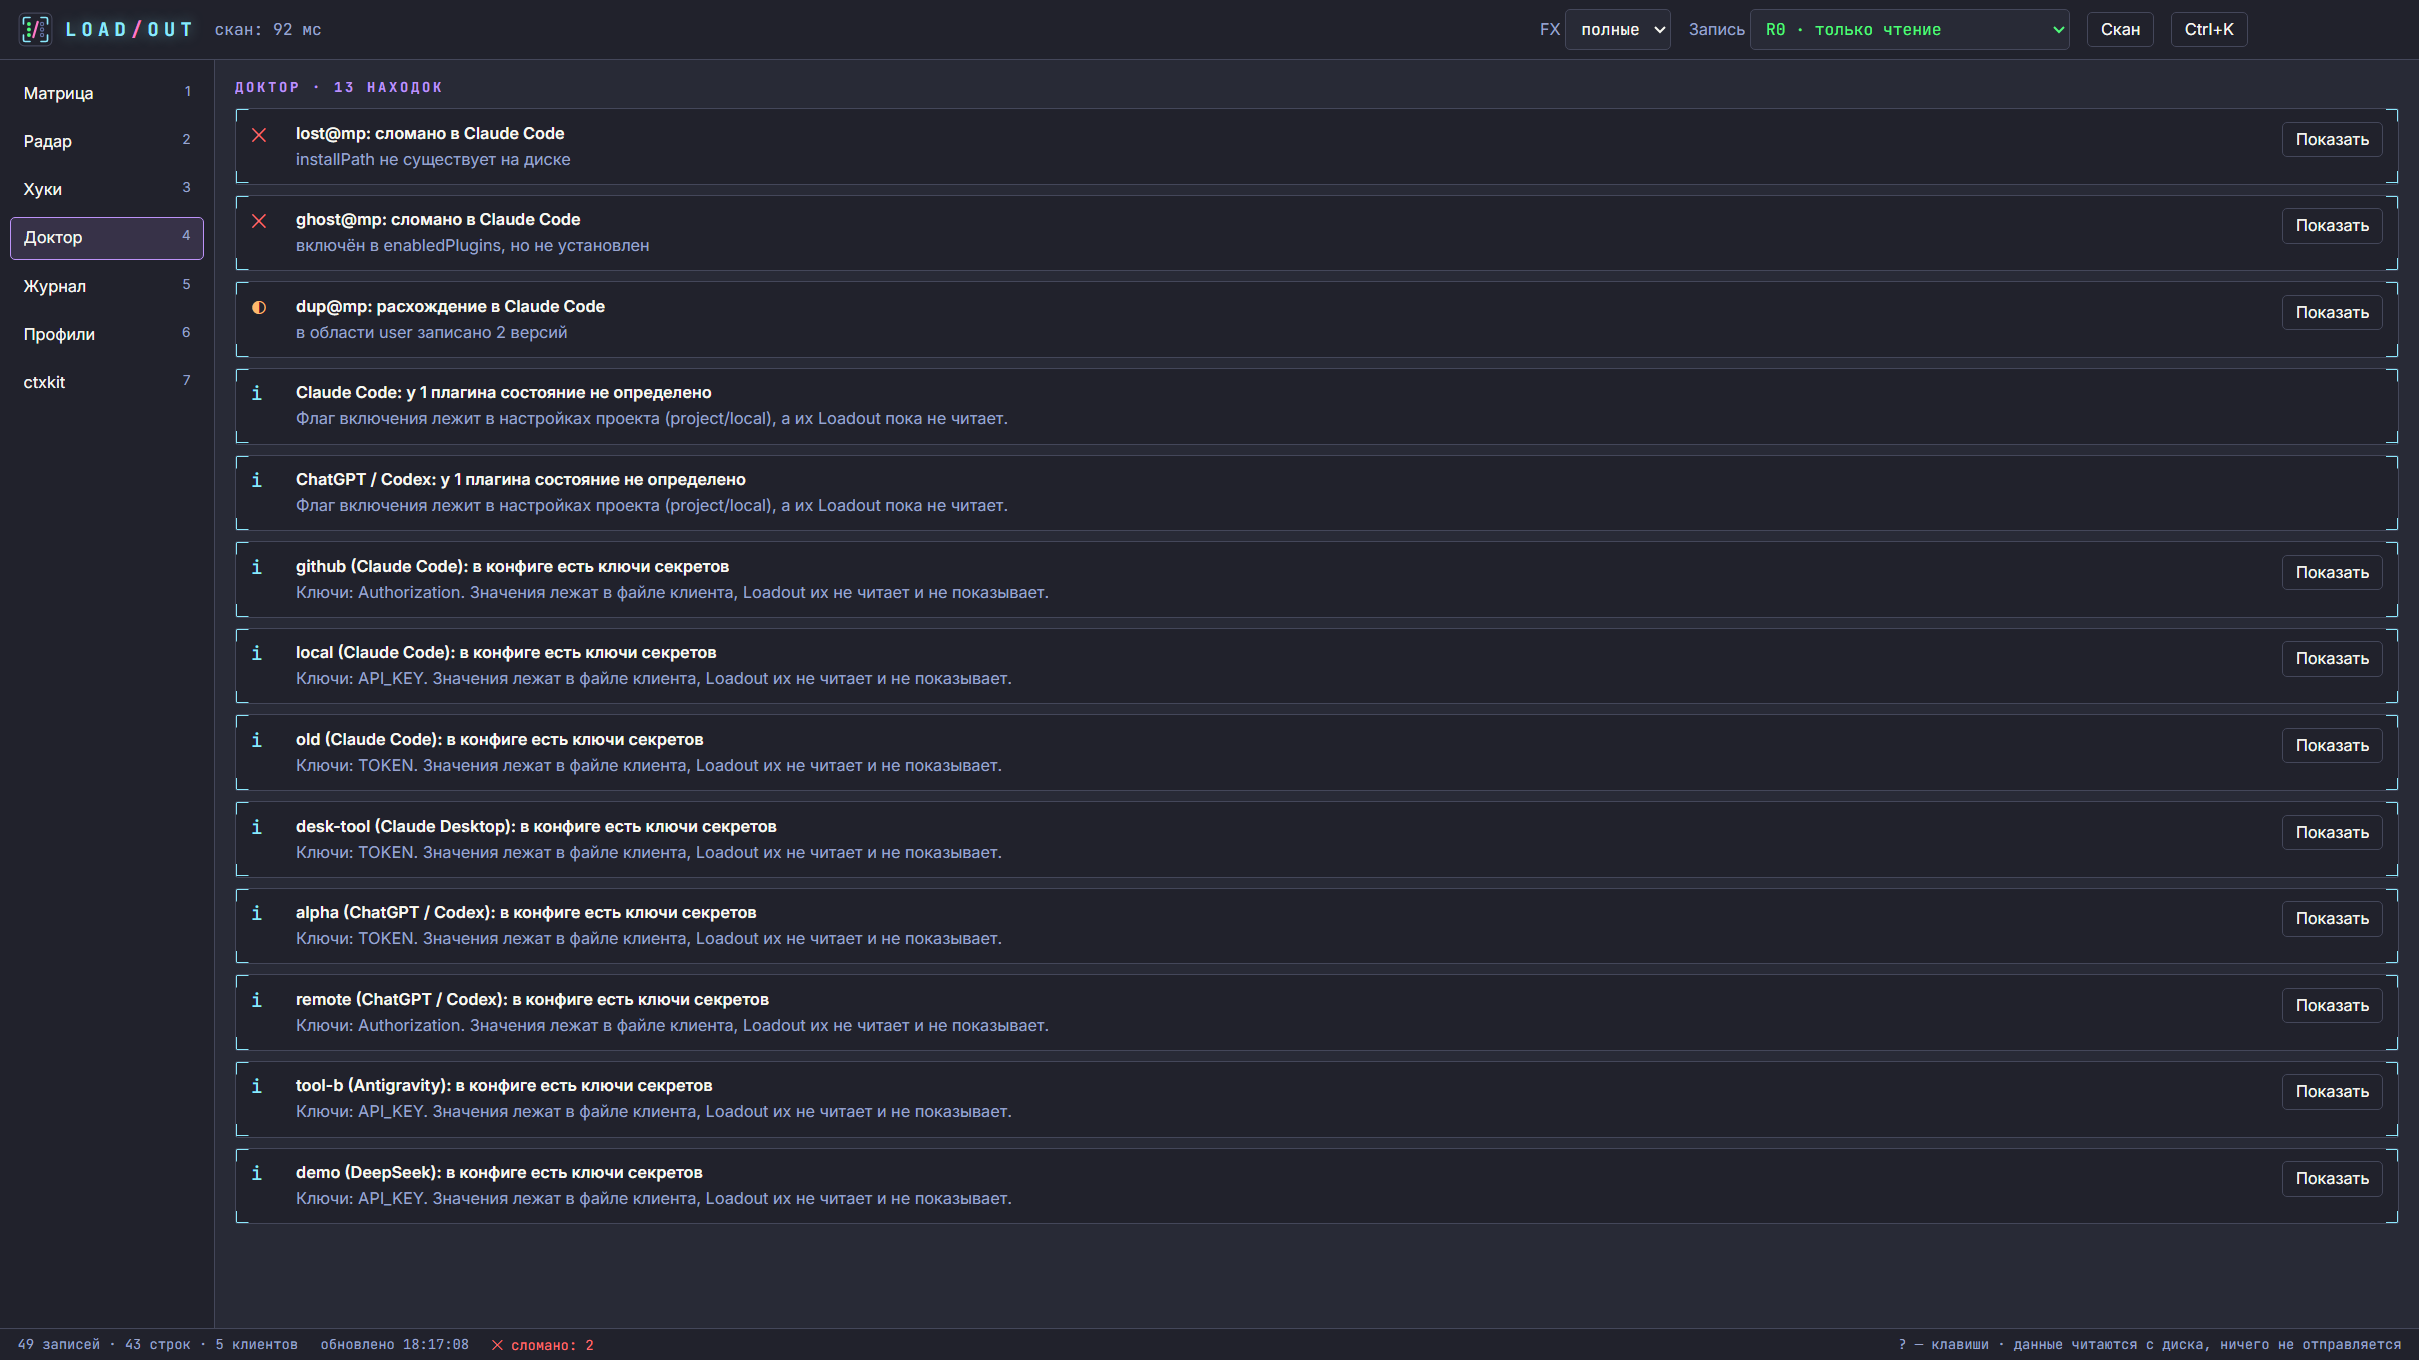 LOAD/OUT скан: 92 мс FX полные Запись R0 · только чтение Скан Ctrl+K
Матрица 1
Радар 2
Хуки 3
Доктор 4
Журнал 5
Профили 6
ctxkit 7
ДОКТОР · 13 НАХОДОК
lost@mp: сломано в Claude Code
installPath не существует на диске
Показать
ghost@mp: сломано в Claude Code
включён в enabledPlugins, но не установлен
Показать
dup@mp: расхождение в Claude Code
в области user записано 2 версий
Показать
i Claude Code: у 1 плагина состояние не определено
Флаг включения лежит в настройках проекта (project/local), а их Loadout пока не читает.
i ChatGPT / Codex: у 1 плагина состояние не определено
Флаг включения лежит в настройках проекта (project/local), а их Loadout пока не читает.
i github (Claude Code): в конфиге есть ключи секретов
Ключи: Authorization. Значения лежат в файле клиента, Loadout их не читает и не показывает.
Показать
i local (Claude Code): в конфиге есть ключи секретов
Ключи: API_KEY. Значения лежат в файле клиента, Loadout их не читает и не показывает.
Показать
i old (Claude Code): в конфиге есть ключи секретов
Ключи: TOKEN. Значения лежат в файле клиента, Loadout их не читает и не показывает.
Показать
i desk-tool (Claude Desktop): в конфиге есть ключи секретов
Ключи: TOKEN. Значения лежат в файле клиента, Loadout их не читает и не показывает.
Показать
i alpha (ChatGPT / Codex): в конфиге есть ключи секретов
Ключи: TOKEN. Значения лежат в файле клиента, Loadout их не читает и не показывает.
Показать
i remote (ChatGPT / Codex): в конфиге есть ключи секретов
Ключи: Authorization. Значения лежат в файле клиента, Loadout их не читает и не показывает.
Показать
i tool-b (Antigravity): в конфиге есть ключи секретов
Ключи: API_KEY. Значения лежат в файле клиента, Loadout их не читает и не показывает.
Показать
i demo (DeepSeek): в конфиге есть ключи секретов
Ключи: API_KEY. Значения лежат в файле клиента, Loadout их не читает и не показывает.
Показать
49 записей · 43 строк · 5 клиентов обновлено 18:17:08 сломано: 2 ? — клавиши · данные читаются с диска, ничего не отправляется